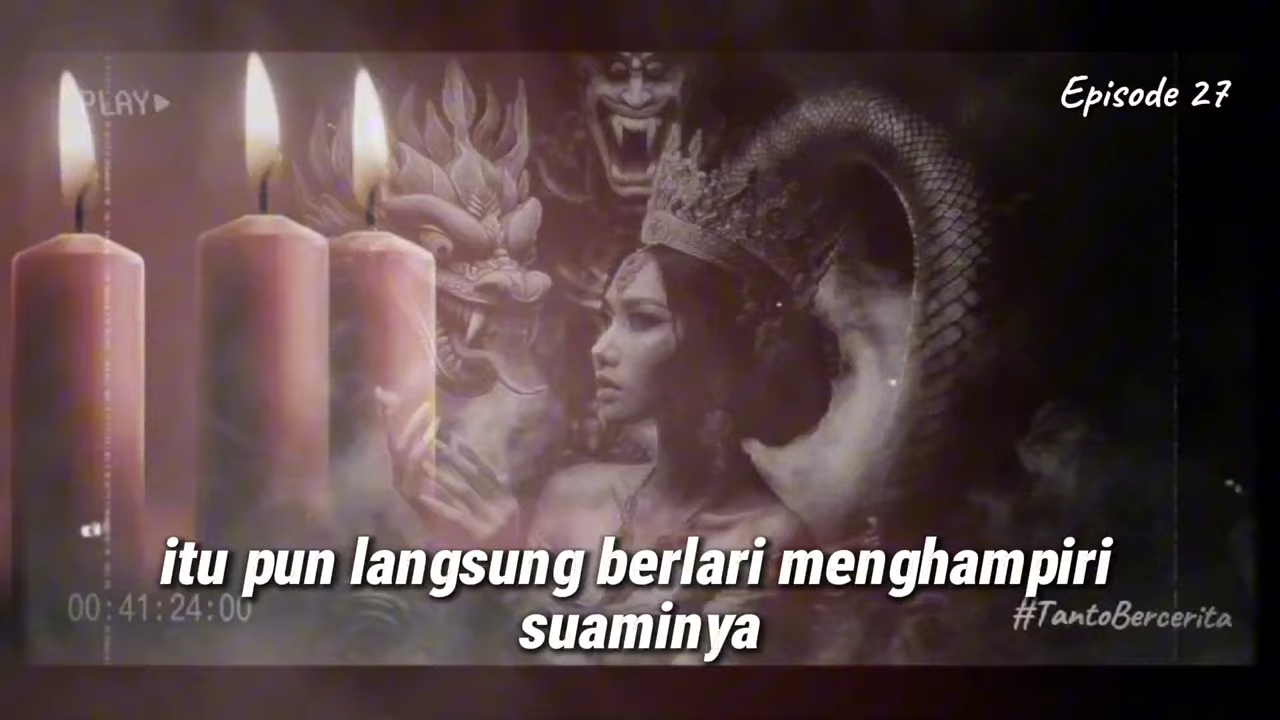 PLAY
Episode 27
itu pun langsung berlari menghampiri
suaminya
00:41:24:00
#TantoBercerita